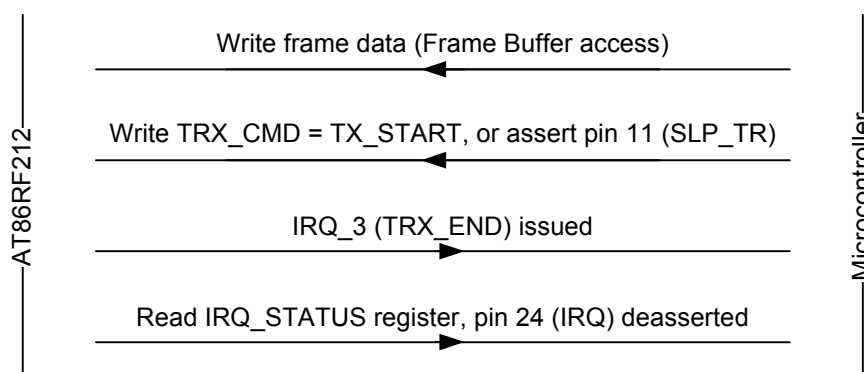 Write frame data (Frame Buffer access)
Write TRX_CMD = TX_START, or assert pin 11 (SLP_TR)
IRQ_3 (TRX_END) issued
Read IRQ_STATUS register, pin 24 (IRQ) deasserted
AT86RF212
Microcontroller